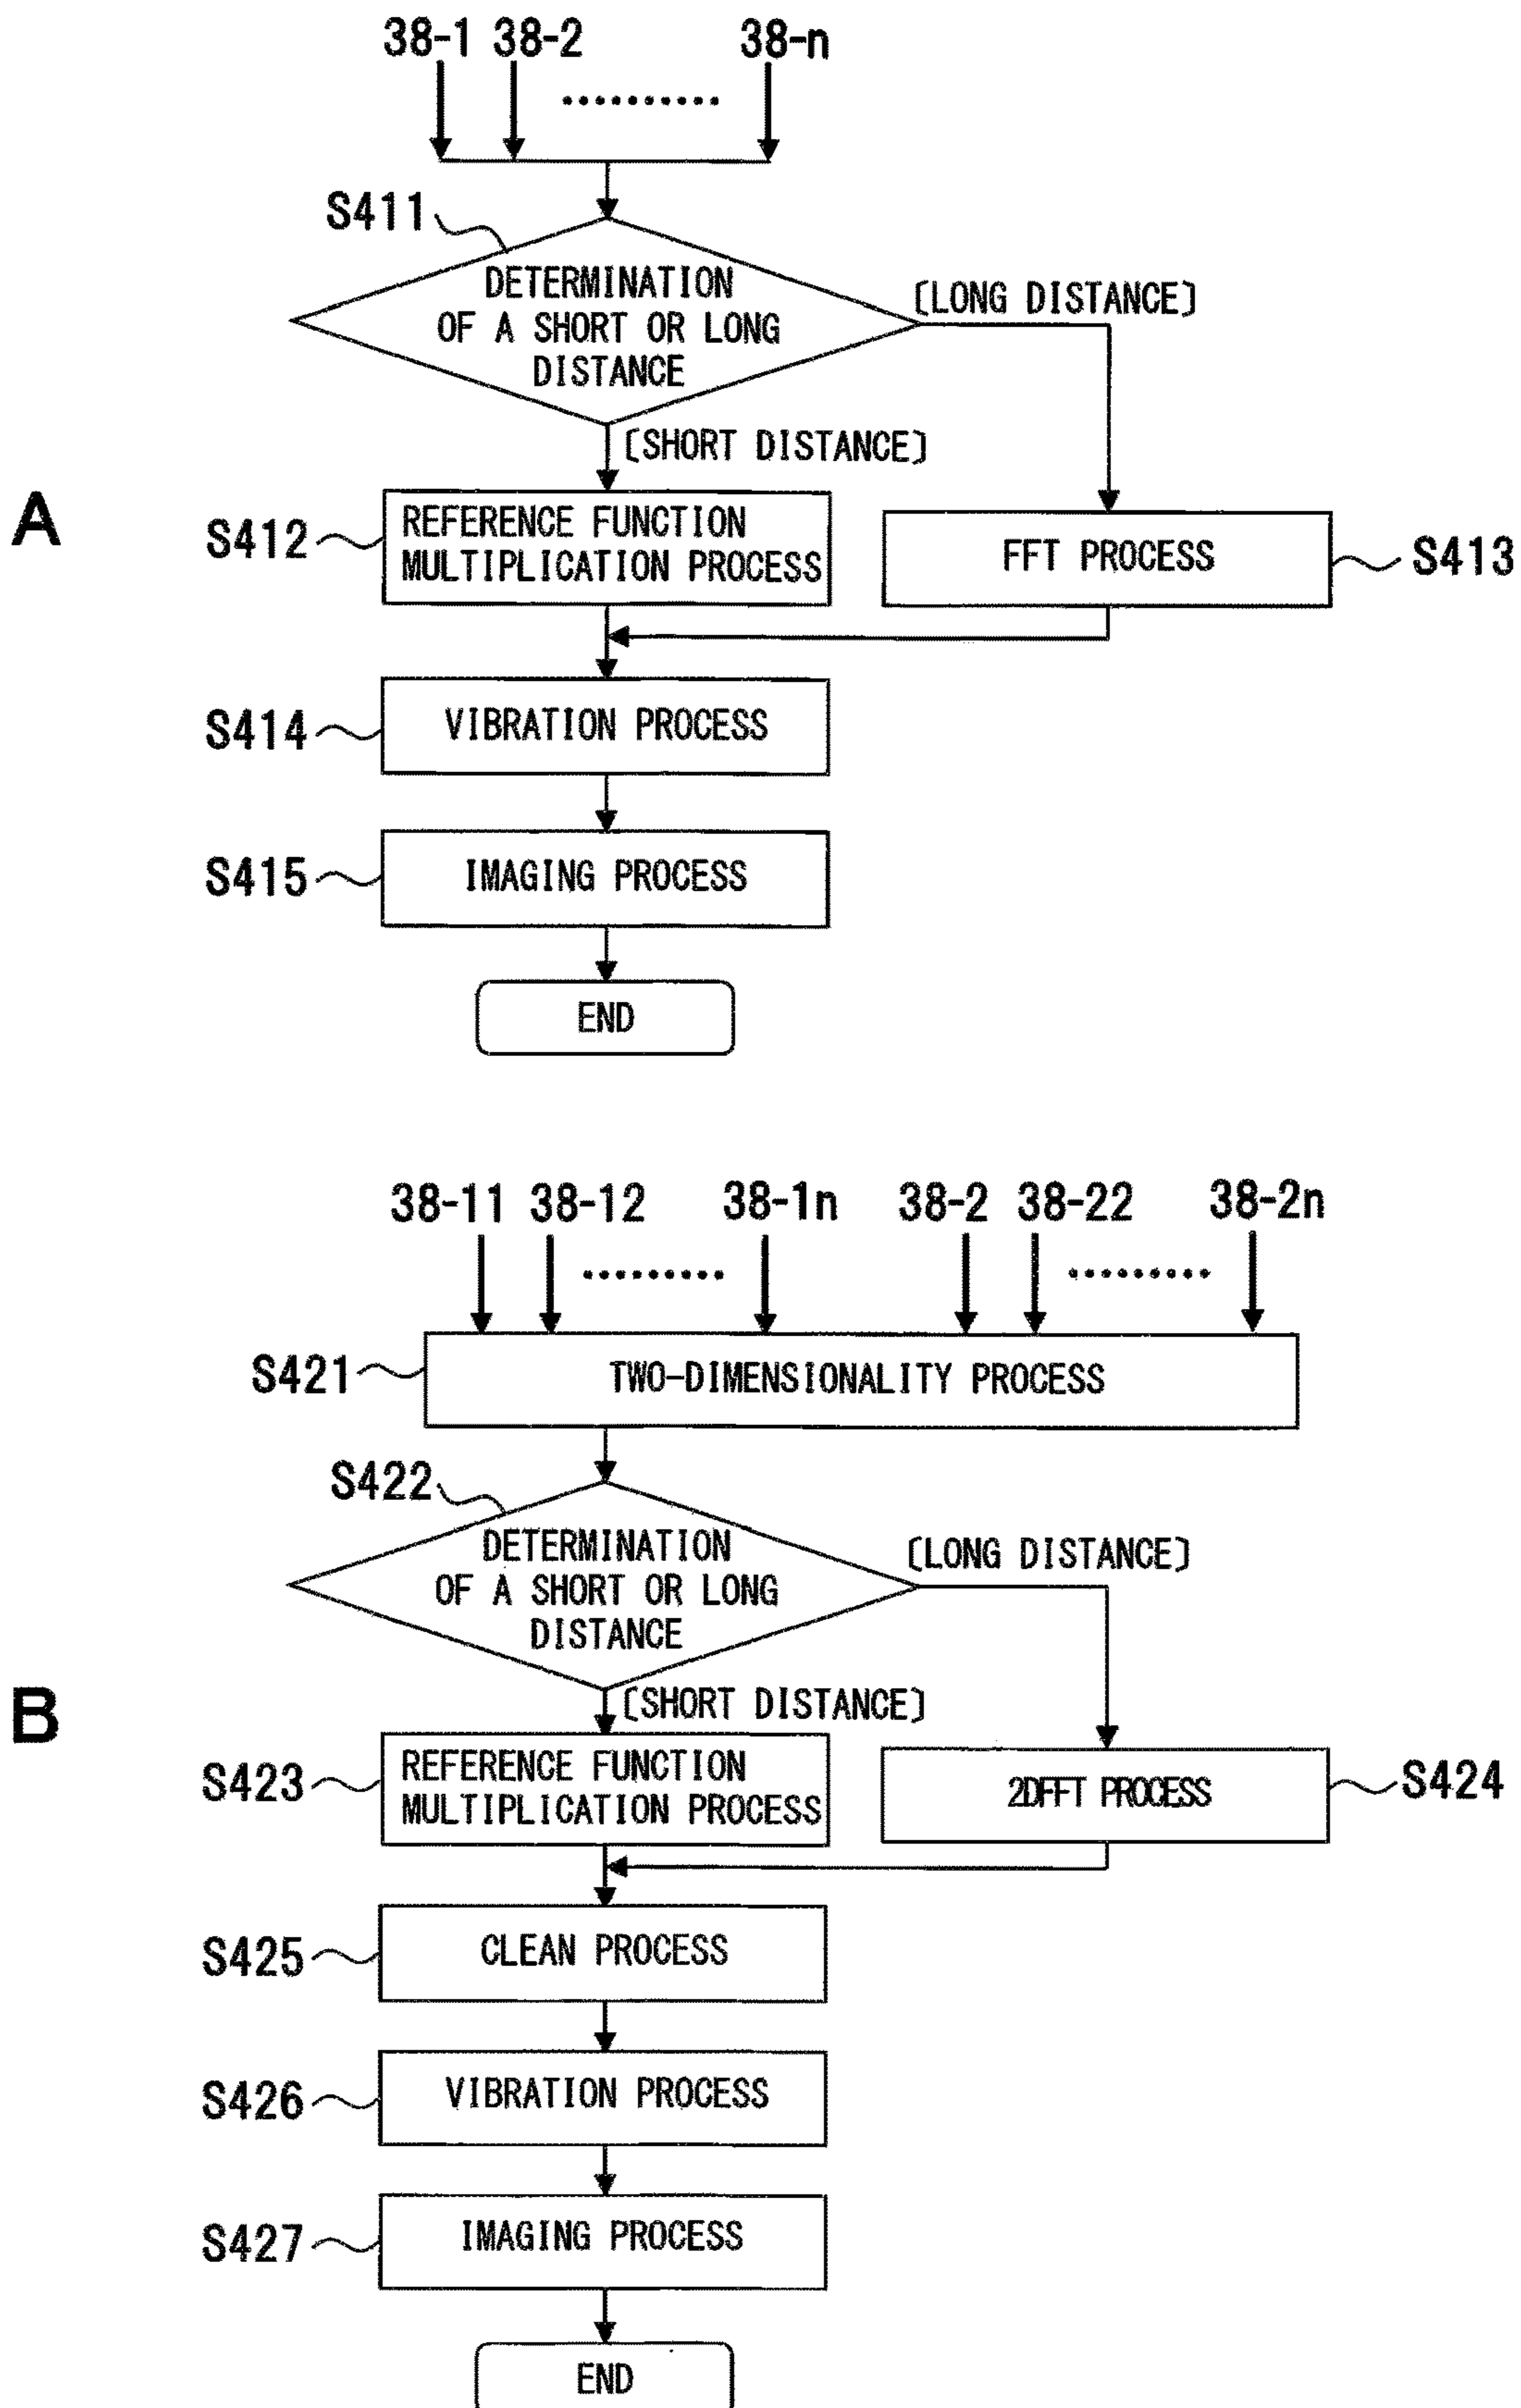 38-1 38-2 .......... 38-n
S411
DETERMINATION
OF A SHORT OR LONG
DISTANCE
[LONG DISTANCE]
[SHORT DISTANCE]
A
S412
REFERENCE FUNCTION
MULTIPLICATION PROCESS
FFT PROCESS
S413
S414
VIBRATION PROCESS
S415
IMAGING PROCESS
END
38-11 38-12 ......... 38-1n 38-2 38-22 ......... 38-2n
S421
TWO-DIMENSIONALITY PROCESS
S422
DETERMINATION
OF A SHORT OR LONG
DISTANCE
[LONG DISTANCE]
[SHORT DISTANCE]
B
S423
REFERENCE FUNCTION
MULTIPLICATION PROCESS
2DFFT PROCESS
S424
S425
CLEAN PROCESS
S426
VIBRATION PROCESS
S427
IMAGING PROCESS
END